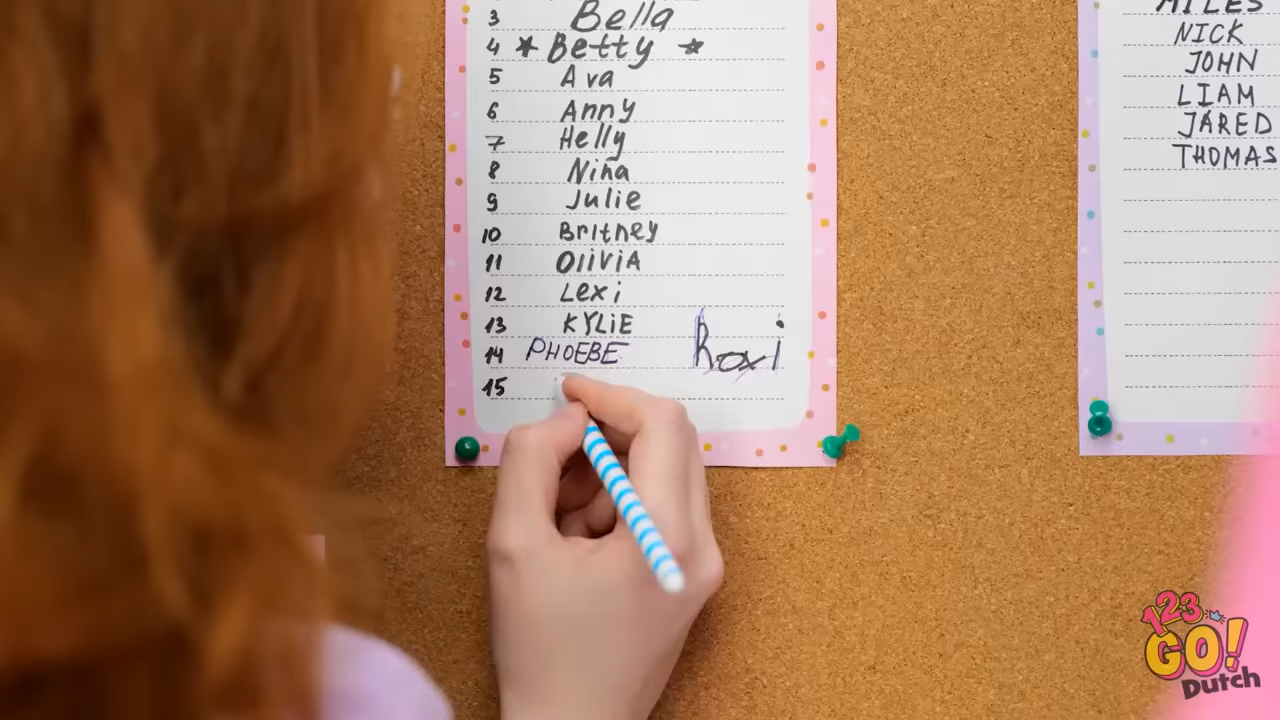 3 Bella
4 * Betty *
5 Ava
6 Anny
7 Helly
8 Nina
9 Julie
10 Britney
11 OliViA
12 Lexi
13 KYLiE
14 PHOEBE
Roxi
15
NICK
JOHN
LIAM
JARED
THOMAS
123
GO!
Dutch